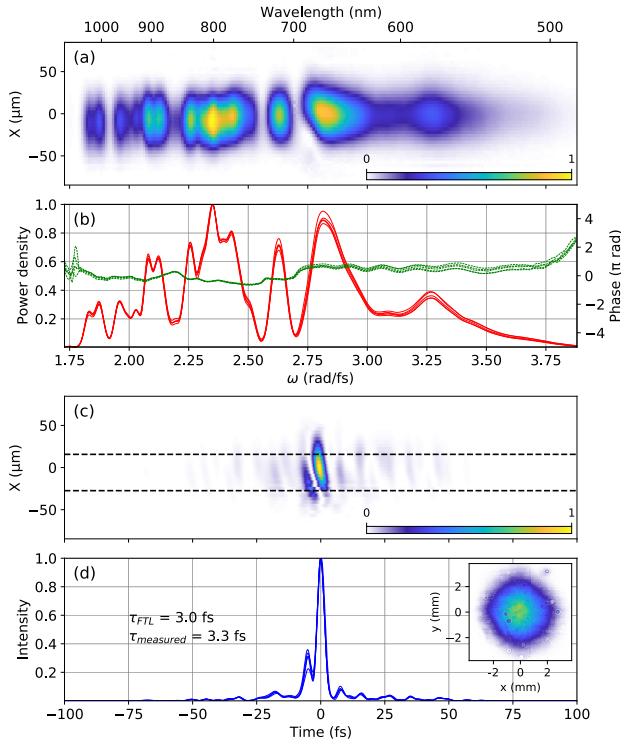 Wavelength (nm)
1000 900 800 700 600 500
(a)
X (μm)
50
0
−50
0 1
(b)
Power density
1.0
0.8
0.6
0.4
0.2
4
2
0
−2
−4
Phase (π rad)
1.75 2.00 2.25 2.50 2.75 3.00 3.25 3.50 3.75
ω (rad/fs)
(c)
X (μm)
50
0
−50
0 1
(d)
Intensity
1.0
0.8
0.6
0.4
0.2
τFTL = 3.0 fs
τmeasured = 3.3 fs
y (mm)
2
0
−2
−2 0 2
x (mm)
−100 −75 −50 −25 0 25 50 75 100
Time (fs)